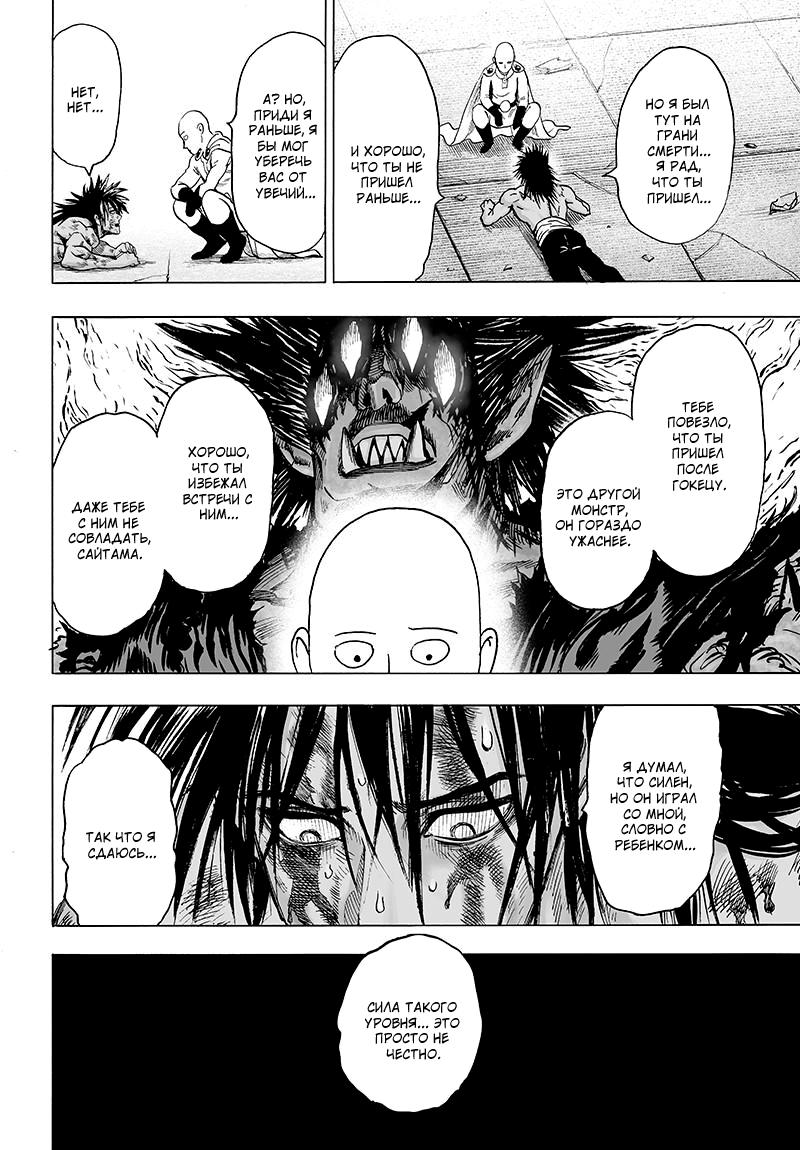 НО Я БЫЛ
ТУТ НА
ГРАНИ
СМЕРТИ...
Я РАД,
ЧТО ТЫ
ПРИШЕЛ...
И ХОРОШО,
ЧТО ТЫ НЕ
ПРИШЕЛ
РАНЬШЕ...
А? НО,
ПРИДИ Я
РАНЬШЕ, Я
БЫ МОГ
УБЕРЕЧЬ
ВАС ОТ
УВЕЧИЙ...
НЕТ,
НЕТ...
ТЕБЕ
ПОВЕЗЛО,
ЧТО ТЫ
ПРИШЕЛ
ПОСЛЕ
ГОКЕЦУ.
ЭТО ДРУГОЙ
МОНСТР,
ОН ГОРАЗДО
УЖАСНЕЕ.
ХОРОШО,
ЧТО ТЫ
ИЗБЕЖАЛ
ВСТРЕЧИ С
НИМ...
ДАЖЕ ТЕБЕ
С НИМ НЕ
СОВЛАДАТЬ,
САЙТАМА.
Я ДУМАЛ,
ЧТО СИЛЕН,
НО ОН ИГРАЛ
СО МНОЙ,
СЛОВНО С
РЕБЕНКОМ...
ТАК ЧТО Я
СДАЮСЬ...
СИЛА ТАКОГО
УРОВНЯ... ЭТО
ПРОСТО НЕ
ЧЕСТНО.